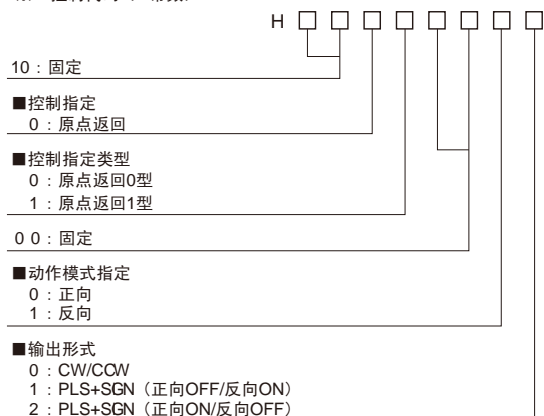 H □ □ □ □ □ □ □ □
10：固定
■控制指定
0：原点返回
■控制指定类型
0：原点返回0型
1：原点返回1型
0 0：固定
■动作模式指定
0：正向
1：反向
■输出形式
0：CW/CCW
1：PLS+SGN（正向OFF/反向ON）
2：PLS+SGN（正向ON/反向OFF）